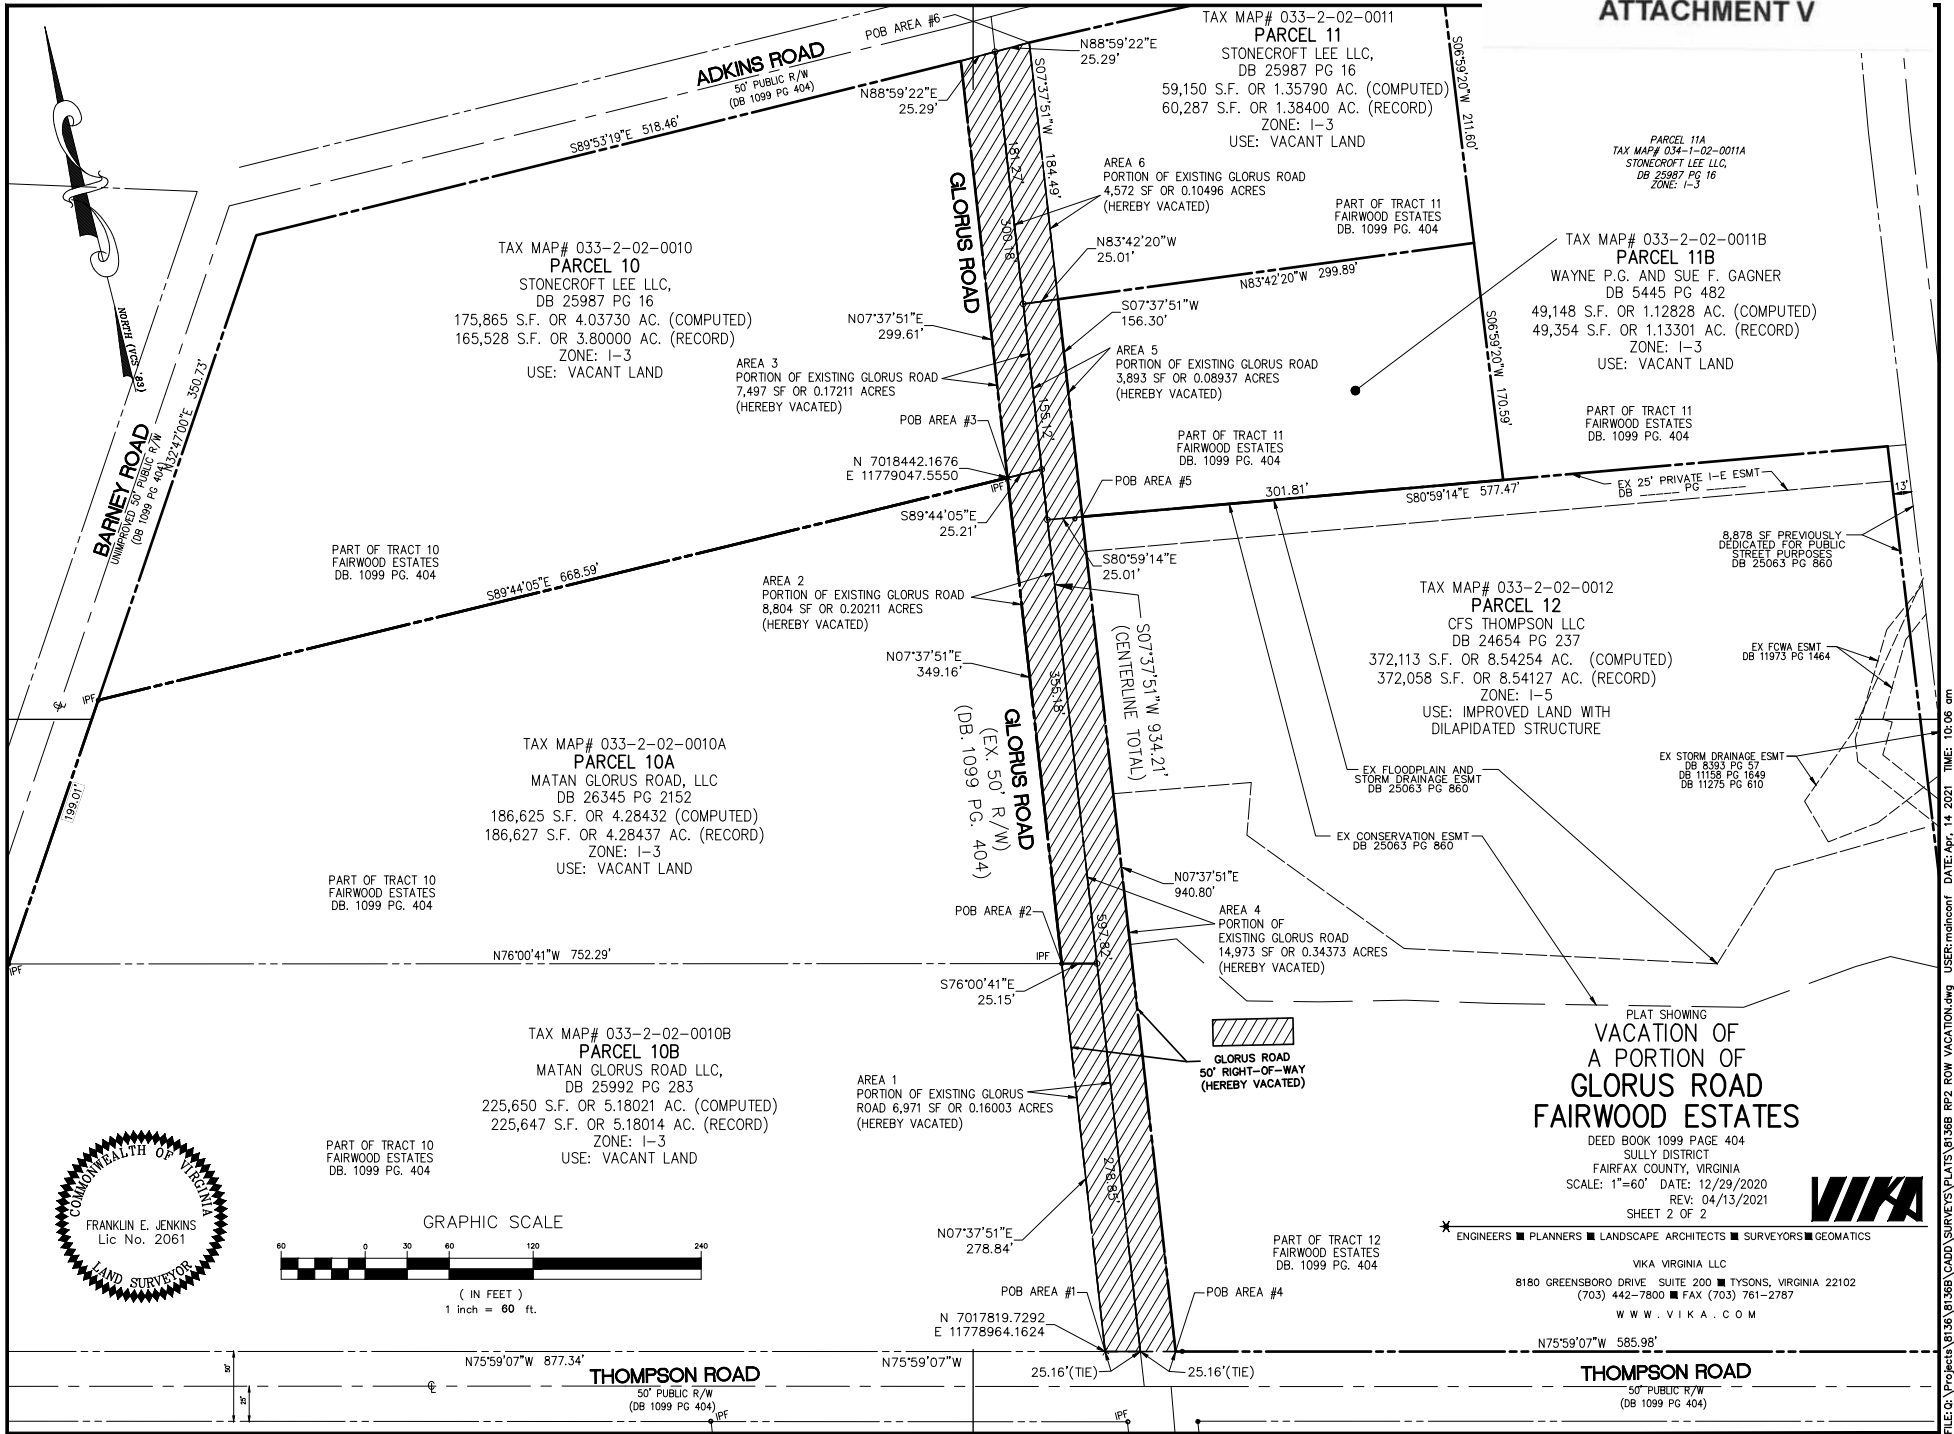 ATTACHMENT V
POB AREA #6
ADKINS ROAD
50' PUBLIC R/W
(DB 1099 PG 404)
S89°53'19"E 518.46'
N88°59'22"E
25.29'
N88°59'22"E
25.29'
TAX MAP# 033-2-02-0011
PARCEL 11
STONECROFT LEE LLC,
DB 25987 PG 16
59,150 S.F. OR 1.35790 AC. (COMPUTED)
60,287 S.F. OR 1.38400 AC. (RECORD)
ZONE: I-3
USE: VACANT LAND
S06°59'20"W 211.60'
PARCEL 11A
TAX MAP# 034-1-02-0011A
STONECROFT LEE LLC,
DB 25987 PG 16
ZONE: I-3
S07°37'51"W 184.49'
181.27'
300.18'
GLORUS ROAD
AREA 6
PORTION OF EXISTING GLORUS ROAD
4,572 SF OR 0.10496 ACRES
(HEREBY VACATED)
PART OF TRACT 11
FAIRWOOD ESTATES
DB. 1099 PG. 404
N83°42'20"W
25.01'
N83°42'20"W 299.89'
TAX MAP# 033-2-02-0010
PARCEL 10
STONECROFT LEE LLC,
DB 25987 PG 16
175,865 S.F. OR 4.03730 AC. (COMPUTED)
165,528 S.F. OR 3.80000 AC. (RECORD)
ZONE: I-3
USE: VACANT LAND
TAX MAP# 033-2-02-0011B
PARCEL 11B
WAYNE P.G. AND SUE F. GAGNER
DB 5445 PG 482
49,148 S.F. OR 1.12828 AC. (COMPUTED)
49,354 S.F. OR 1.13301 AC. (RECORD)
ZONE: I-3
USE: VACANT LAND
NORTH (VCS '83)
N07°37'51"E
299.61'
S07°37'51"W
156.30'
S06°59'20"W 170.59'
AREA 3
PORTION OF EXISTING GLORUS ROAD
7,497 SF OR 0.17211 ACRES
(HEREBY VACATED)
AREA 5
PORTION OF EXISTING GLORUS ROAD
3,893 SF OR 0.08937 ACRES
(HEREBY VACATED)
155.12'
POB AREA #3
N 7018442.1676
E 11779047.5550
IPF
PART OF TRACT 11
FAIRWOOD ESTATES
DB. 1099 PG. 404
PART OF TRACT 11
FAIRWOOD ESTATES
DB. 1099 PG. 404
BARNEY ROAD
UNIMPROVED 50' PUBLIC R/W
(DB 1099 PG 404)
N32°47'00"E 350.73'
POB AREA #5
301.81'
S80°59'14"E 577.47'
EX 25' PRIVATE I-E ESMT
DB PG
13'
S89°44'05"E
25.21'
S80°59'14"E
25.01'
8,878 SF PREVIOUSLY
DEDICATED FOR PUBLIC
STREET PURPOSES
DB 25063 PG 860
PART OF TRACT 10
FAIRWOOD ESTATES
DB. 1099 PG. 404
S89°44'05"E 668.59'
AREA 2
PORTION OF EXISTING GLORUS ROAD
8,804 SF OR 0.20211 ACRES
(HEREBY VACATED)
TAX MAP# 033-2-02-0012
PARCEL 12
CFS THOMPSON LLC
DB 24654 PG 237
372,113 S.F. OR 8.54254 AC. (COMPUTED)
372,058 S.F. OR 8.54127 AC. (RECORD)
ZONE: I-5
USE: IMPROVED LAND WITH
DILAPIDATED STRUCTURE
EX FCWA ESMT
DB 11973 PG 1464
N07°37'51"E
349.16'
355.18'
S07°37'51"W 934.21'
(CENTERLINE TOTAL)
IPF
GLORUS ROAD
(EX. 50' R/W)
(DB. 1099 PG. 404)
TAX MAP# 033-2-02-0010A
PARCEL 10A
MATAN GLORUS ROAD, LLC
DB 26345 PG 2152
186,625 S.F. OR 4.28432 (COMPUTED)
186,627 S.F. OR 4.28437 AC. (RECORD)
ZONE: I-3
USE: VACANT LAND
199.01'
EX STORM DRAINAGE ESMT
DB 8393 PG 57
DB 11158 PG 1649
DB 11275 PG 610
EX FLOODPLAIN AND
STORM DRAINAGE ESMT
DB 25063 PG 860
EX CONSERVATION ESMT
DB 25063 PG 860
PART OF TRACT 10
FAIRWOOD ESTATES
DB. 1099 PG. 404
N07°37'51"E
940.80'
AREA 4
PORTION OF
EXISTING GLORUS ROAD
14,973 SF OR 0.34373 ACRES
(HEREBY VACATED)
597.82'
POB AREA #2
N76°00'41"W 752.29'
IPF
IPF
S76°00'41"E
25.15'
GLORUS ROAD
50' RIGHT-OF-WAY
(HEREBY VACATED)
TAX MAP# 033-2-02-0010B
PARCEL 10B
MATAN GLORUS ROAD LLC,
DB 25992 PG 283
225,650 S.F. OR 5.18021 AC. (COMPUTED)
225,647 S.F. OR 5.18014 AC. (RECORD)
ZONE: I-3
USE: VACANT LAND
AREA 1
PORTION OF EXISTING GLORUS
ROAD 6,971 SF OR 0.16003 ACRES
(HEREBY VACATED)
PART OF TRACT 10
FAIRWOOD ESTATES
DB. 1099 PG. 404
278.85'
PLAT SHOWING
VACATION OF
A PORTION OF
GLORUS ROAD
FAIRWOOD ESTATES
DEED BOOK 1099 PAGE 404
SULLY DISTRICT
FAIRFAX COUNTY, VIRGINIA
SCALE: 1"=60' DATE: 12/29/2020
REV: 04/13/2021
SHEET 2 OF 2
VIKA
ENGINEERS ■ PLANNERS ■ LANDSCAPE ARCHITECTS ■ SURVEYORS ■ GEOMATICS
VIKA VIRGINIA LLC
8180 GREENSBORO DRIVE SUITE 200 ■ TYSONS, VIRGINIA 22102
(703) 442-7800 ■ FAX (703) 761-2787
WWW.VIKA.COM
COMMONWEALTH OF VIRGINIA
FRANKLIN E. JENKINS
Lic No. 2061
LAND SURVEYOR
GRAPHIC SCALE
60 0 30 60 120 240
( IN FEET )
1 inch = 60 ft.
N07°37'51"E
278.84'
PART OF TRACT 12
FAIRWOOD ESTATES
DB. 1099 PG. 404
POB AREA #1
POB AREA #4
N 7017819.7292
E 11778964.1624
N75°59'07"W 877.34'
N75°59'07"W
25.16'(TIE)
25.16'(TIE)
N75°59'07"W 585.98'
50'
25'
THOMPSON ROAD
50' PUBLIC R/W
(DB 1099 PG 404)
THOMPSON ROAD
50' PUBLIC R/W
(DB 1099 PG 404)
IPF
IPF
FILE: Q:\Projects\8136\8136B\CADD\SURVEYS\PLATS\8136B RP2 ROW VACATION.dwg USER: mainconf DATE: Apr, 14 2021 TIME: 10:06 am